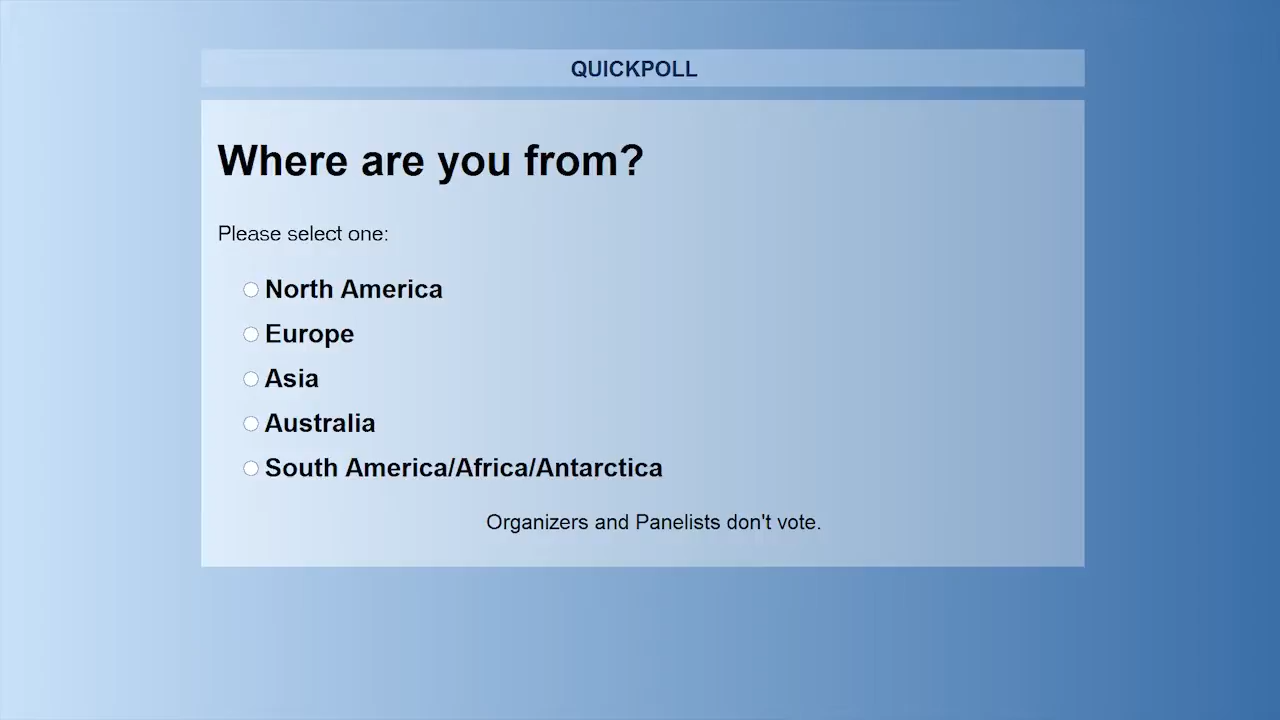 QUICKPOLL
Where are you from?
Please select one:
North America
Europe
Asia
Australia
South America/Africa/Antarctica
Organizers and Panelists don't vote.